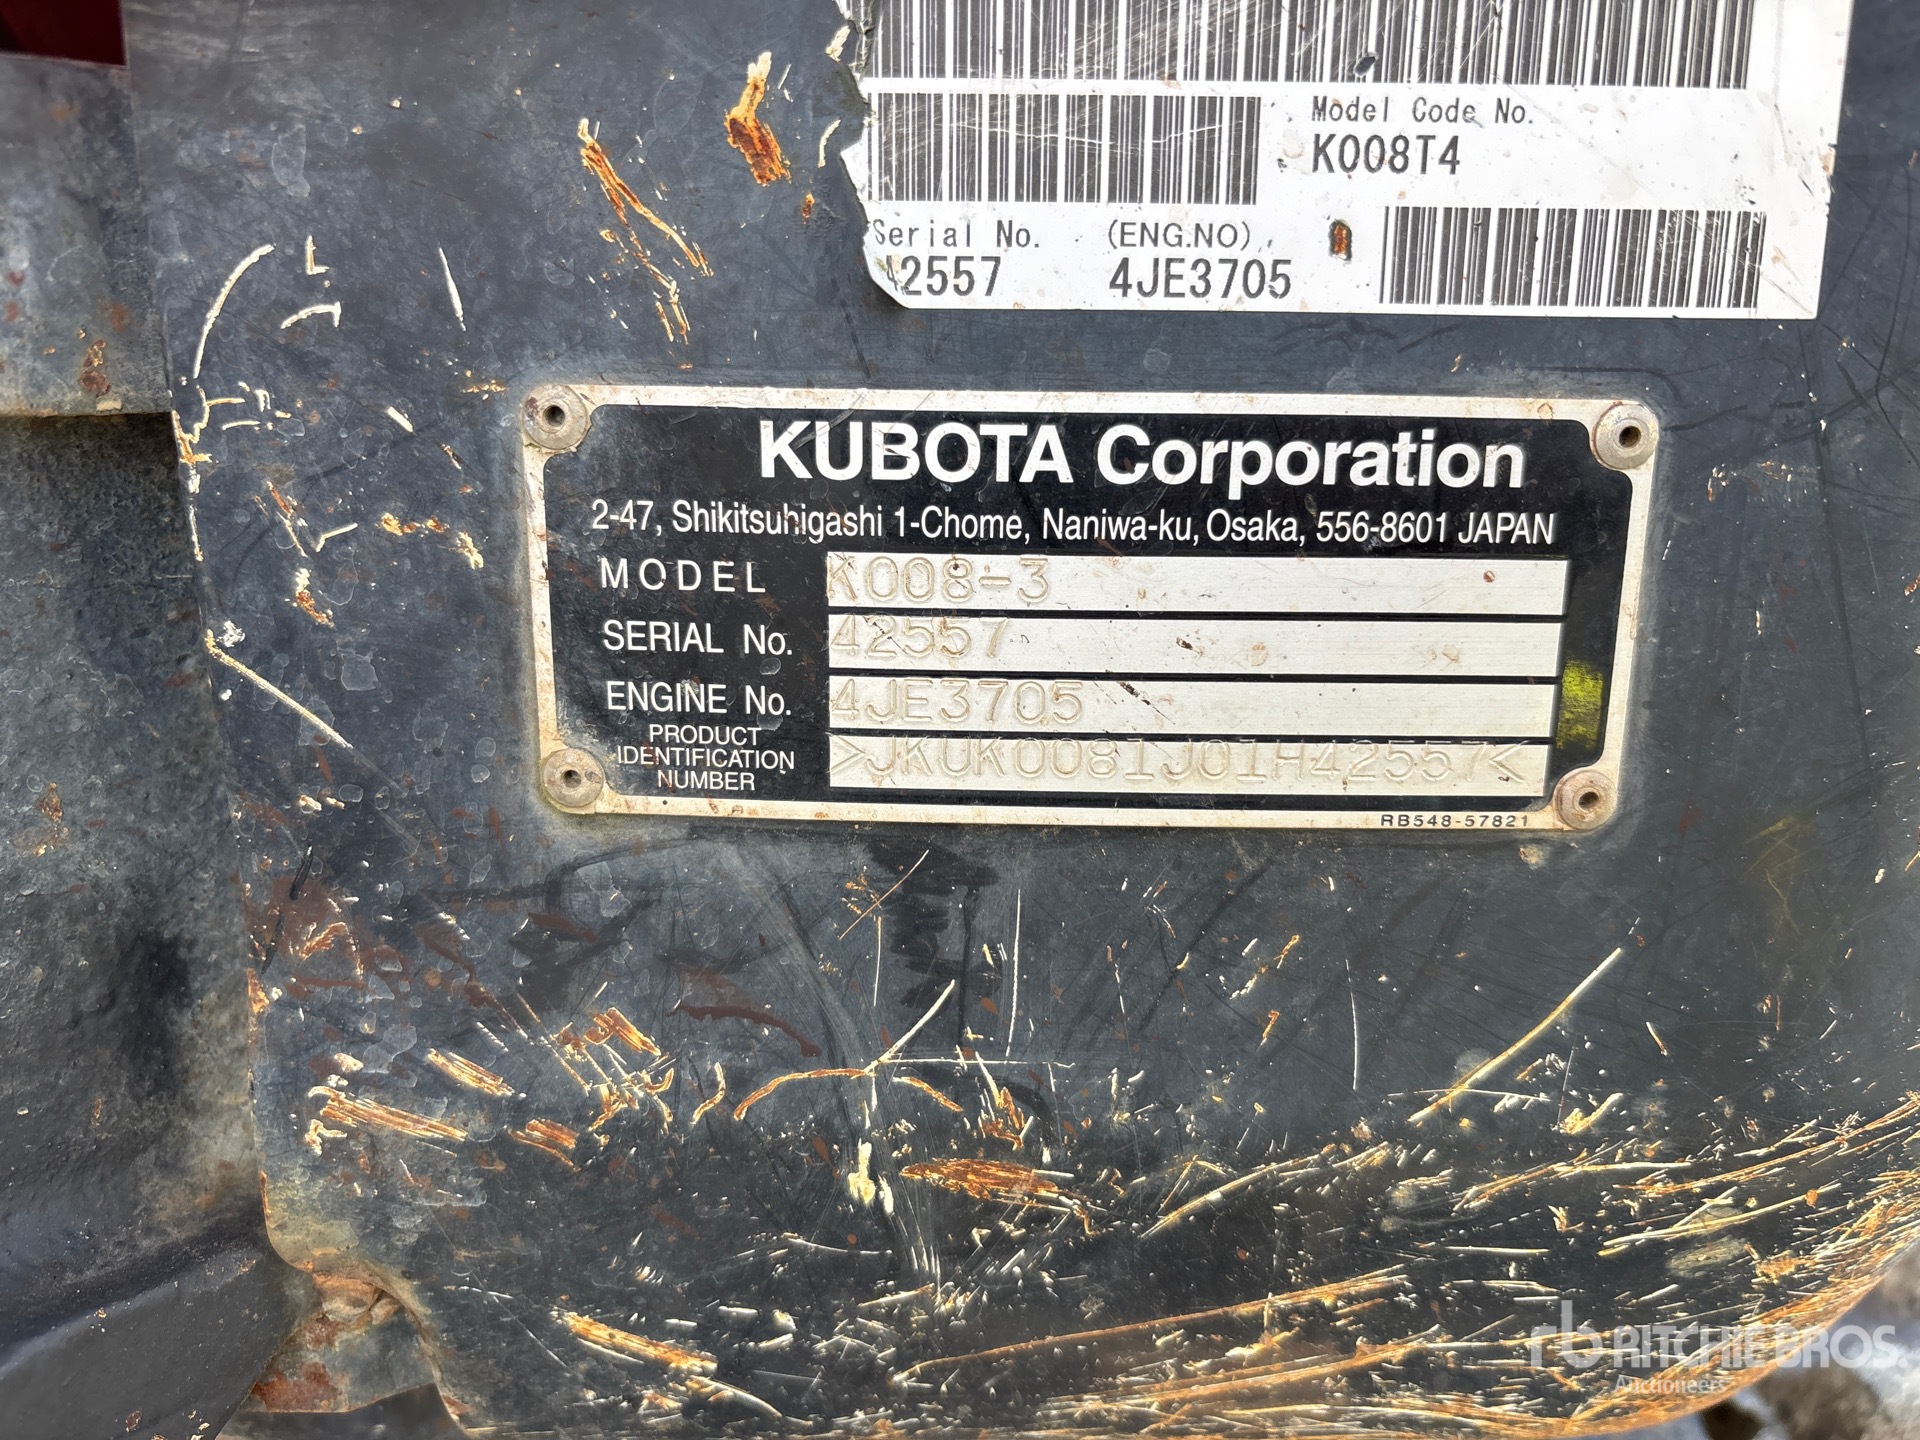 Model Code No.
K008T4
Serial No. (ENG.NO)
42557 4JE3705
KUBOTA Corporation
2-47, Shikitsuhigashi 1-Chome, Naniwa-ku, Osaka, 556-8601 JAPAN
MODEL K008-3
SERIAL No. 42557
ENGINE No. 4JE3705
PRODUCT IDENTIFICATION NUMBER >JKUK0081J01H42557<
RB548-57821
rb RITCHIE BROS.
Auctioneers